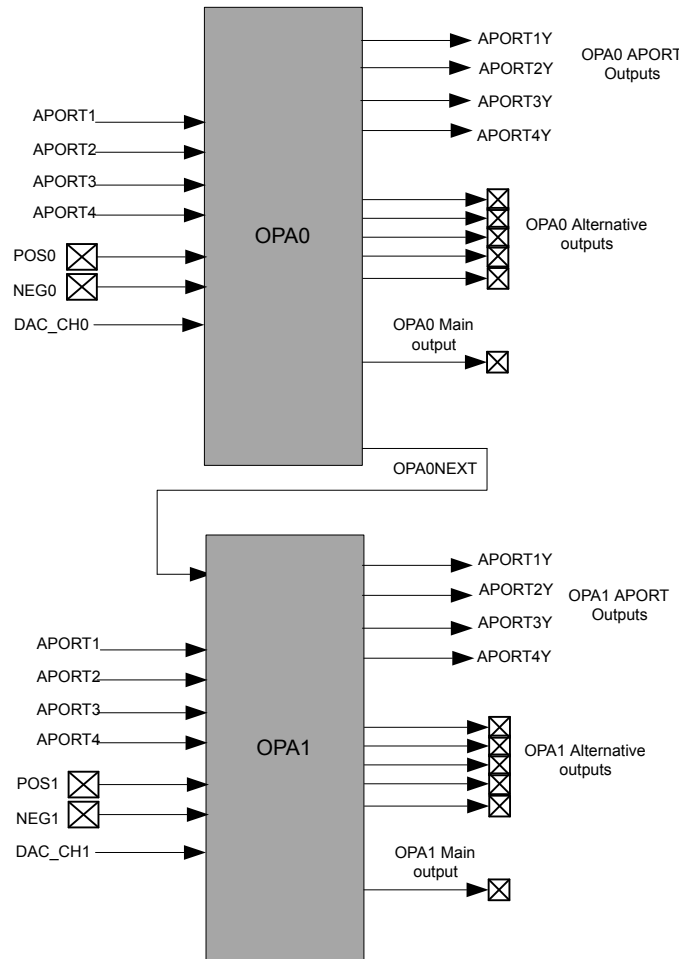 APORT1Y
OPA0 APORT
Outputs
APORT2Y
APORT3Y
APORT4Y
APORT1
APORT2
APORT3
APORT4
POS0
NEG0
DAC_CH0
OPA0
OPA0 Alternative
outputs
OPA0 Main
output
OPA0NEXT
APORT1Y
APORT2Y
OPA1 APORT
Outputs
APORT3Y
APORT4Y
APORT1
APORT2
APORT3
APORT4
POS1
NEG1
DAC_CH1
OPA1
OPA1 Alternative
outputs
OPA1 Main
output